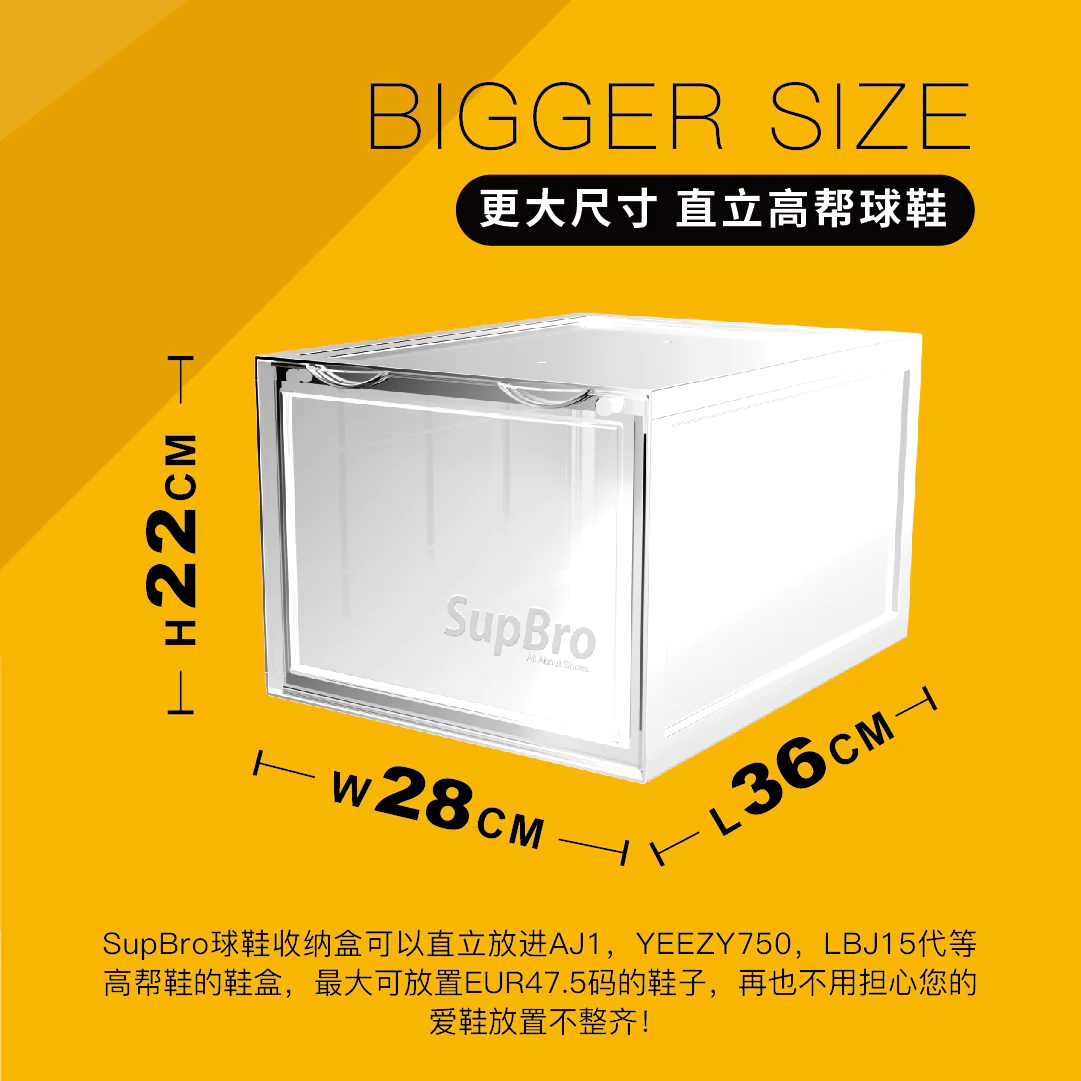 BIGGER SIZE
更大尺寸 直立高帮球鞋
H22CM
SupBro
All About Shoes.
W28CM
L36CM
SupBro球鞋收纳盒可以直立放进AJ1，YEEZY750，LBJ15代等
高帮鞋的鞋盒，最大可放置EUR47.5码的鞋子，再也不用担心您的
爱鞋放置不整齐！